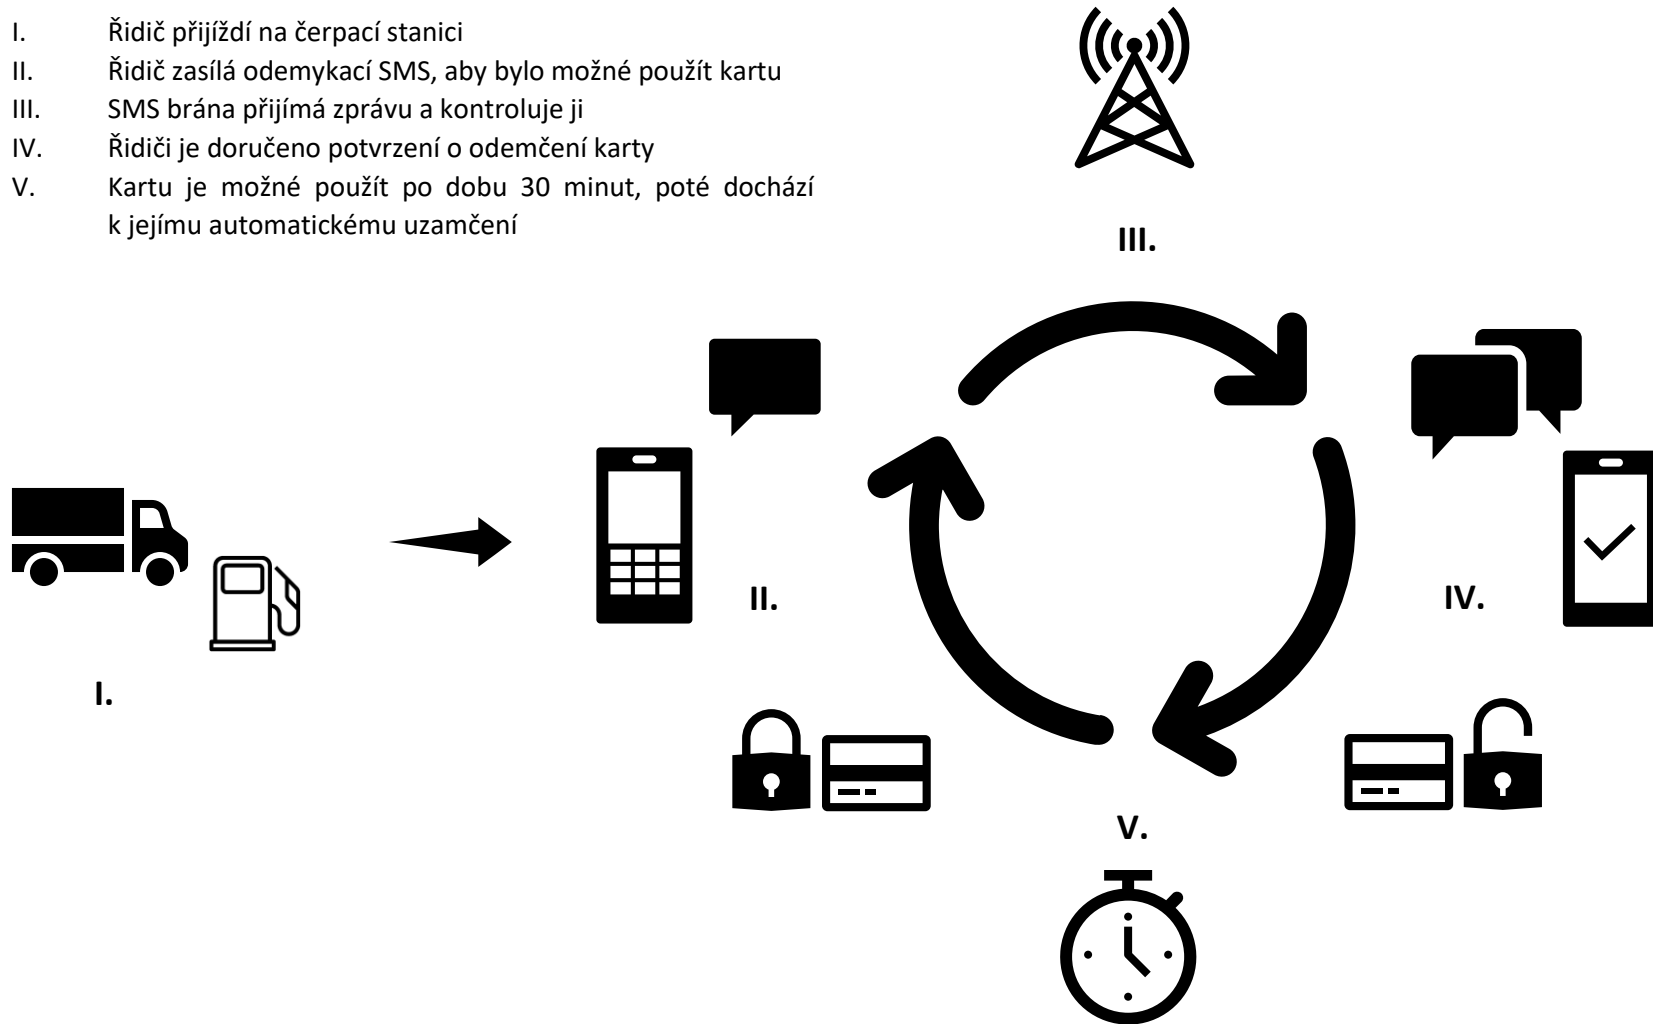 I. Řidič přijíždí na čerpací stanici
II. Řidič zasílá odemykací SMS, aby bylo možné použít kartu
III. SMS brána přijímá zprávu a kontroluje ji
IV. Řidiči je doručeno potvrzení o odemčení karty
V. Kartu je možné použít po dobu 30 minut, poté dochází
k jejímu automatickému uzamčení
III.
II.
IV.
I.
V.